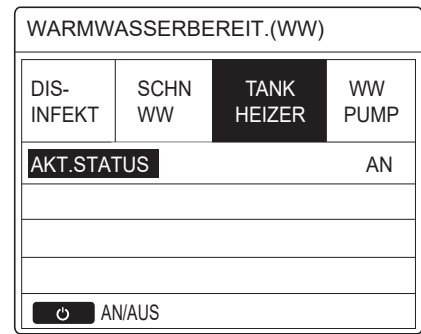 WARMWASSERBEREIT.(WW)
DIS-
INFEKT
SCHN
WW
TANK
HEIZER
WW
PUMP
AKT.STATUS AN
AN/AUS